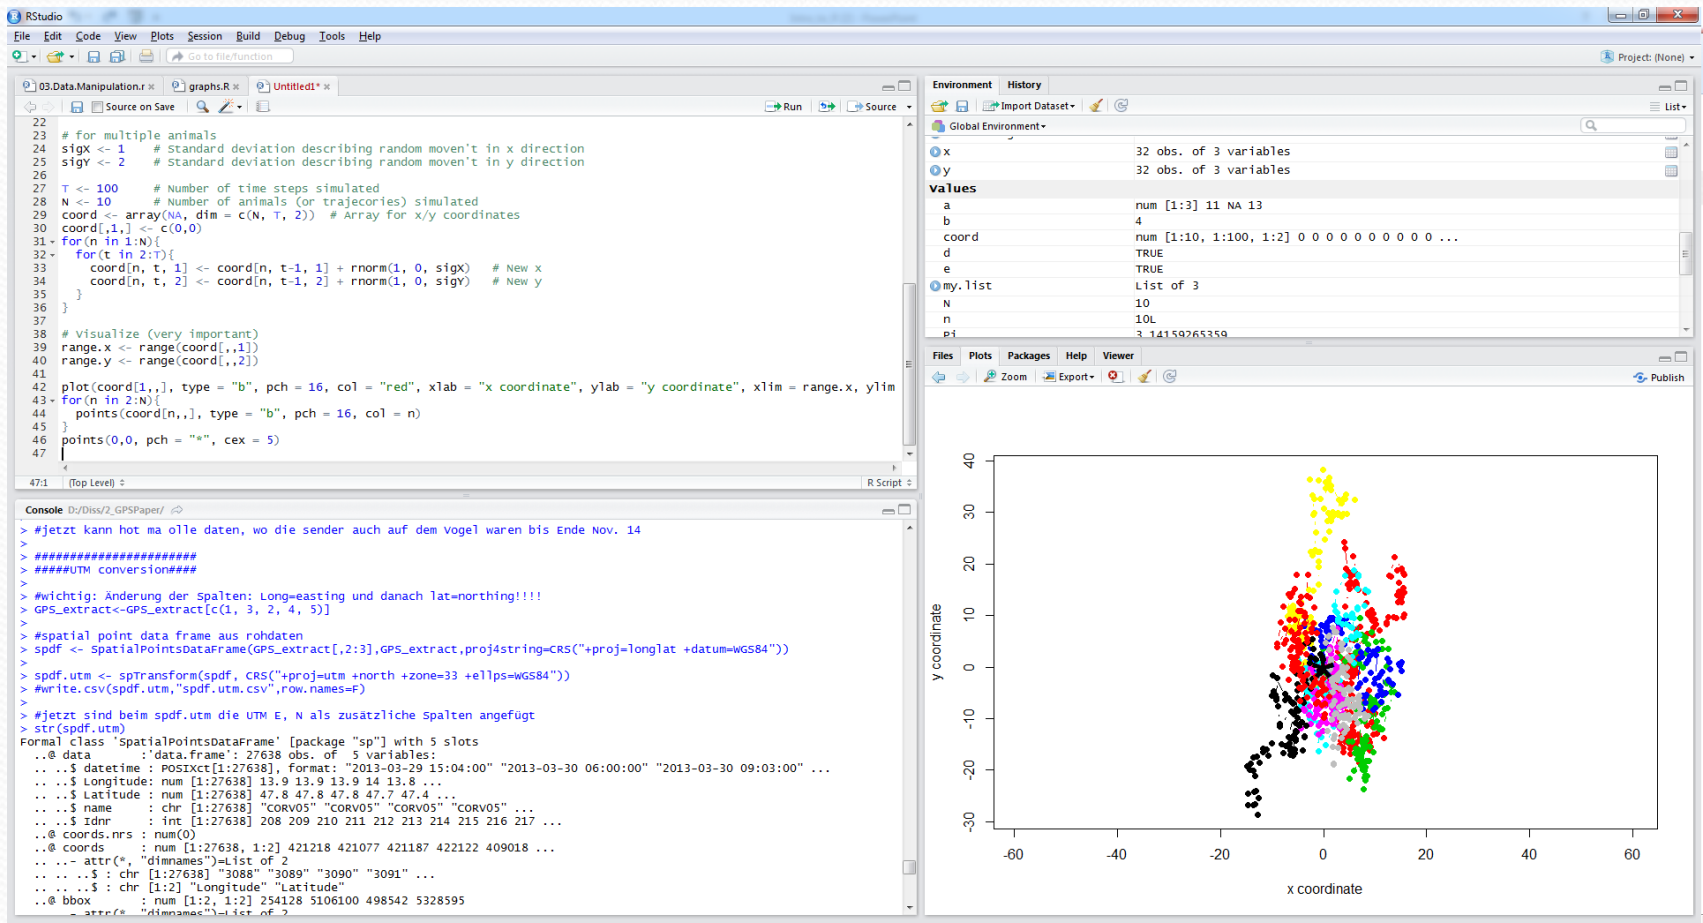 RStudio
File Edit Code View Plots Session Build Debug Tools Help
Go to file/function
Project: (None)
03.Data.Manipulation.r
graphs.R
Untitled1*
Source on Save
Run
Source
22
23 # for multiple animals
24 sigX <- 1 # Standard deviation describing random moven't in x direction
25 sigY <- 2 # Standard deviation describing random moven't in y direction
26
27 T <- 100 # Number of time steps simulated
28 N <- 10 # Number of animals (or trajecories) simulated
29 coord <- array(NA, dim = c(N, T, 2)) # Array for x/y coordinates
30 coord[,1,] <- c(0,0)
31 for(n in 1:N){
32 for(t in 2:T){
33 coord[n, t, 1] <- coord[n, t-1, 1] + rnorm(1, 0, sigX) # New x
34 coord[n, t, 2] <- coord[n, t-1, 2] + rnorm(1, 0, sigY) # New y
35 }
36 }
37
38 # Visualize (very important)
39 range.x <- range(coord[,,1])
40 range.y <- range(coord[,,2])
41
42 plot(coord[1,,], type = "b", pch = 16, col = "red", xlab = "x coordinate", ylab = "y coordinate", xlim = range.x, ylim
43 for(n in 2:N){
44 points(coord[n,,], type = "b", pch = 16, col = n)
45 }
46 points(0,0, pch = "*", cex = 5)
47
47:1 (Top Level) R Script
Console D:/Diss/2_GPSPaper/
> #jetzt kann hot ma olle daten, wo die sender auch auf dem Vogel waren bis Ende Nov. 14
>
> #######################
> #####UTM conversion####
>
> #wichtig: Änderung der Spalten: Long=easting und danach lat=northing!!!!
> GPS_extract<-GPS_extract[c(1, 3, 2, 4, 5)]
>
> #spatial point data frame aus rohdaten
> spdf <- SpatialPointsDataFrame(GPS_extract[,2:3],GPS_extract,proj4string=CRS("+proj=longlat +datum=WGS84"))
>
> spdf.utm <- spTransform(spdf, CRS("+proj=utm +north +zone=33 +ellps=WGS84"))
> #write.csv(spdf.utm,"spdf.utm.csv",row.names=F)
>
> #jetzt sind beim spdf.utm die UTM E, N als zusätzliche Spalten angefügt
> str(spdf.utm)
Formal class 'SpatialPointsDataFrame' [package "sp"] with 5 slots
..@ data :'data.frame': 27638 obs. of 5 variables:
.. ..$ datetime : POSIXct[1:27638], format: "2013-03-29 15:04:00" "2013-03-30 06:00:00" "2013-03-30 09:03:00" ...
.. ..$ Longitude: num [1:27638] 13.9 13.9 13.9 14 13.8 ...
.. ..$ Latitude : num [1:27638] 47.8 47.8 47.8 47.7 47.4 ...
.. ..$ name : chr [1:27638] "CORV05" "CORV05" "CORV05" "CORV05" ...
.. ..$ Idnr : int [1:27638] 208 209 210 211 212 213 214 215 216 217 ...
..@ coords.nrs : num(0)
..@ coords : num [1:27638, 1:2] 421218 421077 421187 422122 409018 ...
.. ..- attr(*, "dimnames")=List of 2
.. .. ..$ : chr [1:27638] "3088" "3089" "3090" "3091" ...
.. .. ..$ : chr [1:2] "Longitude" "Latitude"
..@ bbox : num [1:2, 1:2] 254128 5106100 498542 5328595
.. ..- attr(*, "dimnames")=List of 2
Environment History
Import Dataset
List
Global Environment
x 32 obs. of 3 variables
y 32 obs. of 3 variables
Values
a num [1:3] 11 NA 13
b 4
coord num [1:10, 1:100, 1:2] 0 0 0 0 0 0 0 0 0 0 ...
d TRUE
e TRUE
my.list List of 3
N 10
n 10L
Pi 3.14159265359
Files Plots Packages Help Viewer
Zoom Export Publish
y coordinate
40
30
20
10
0
-10
-20
-30
-60 -40 -20 0 20 40 60
x coordinate